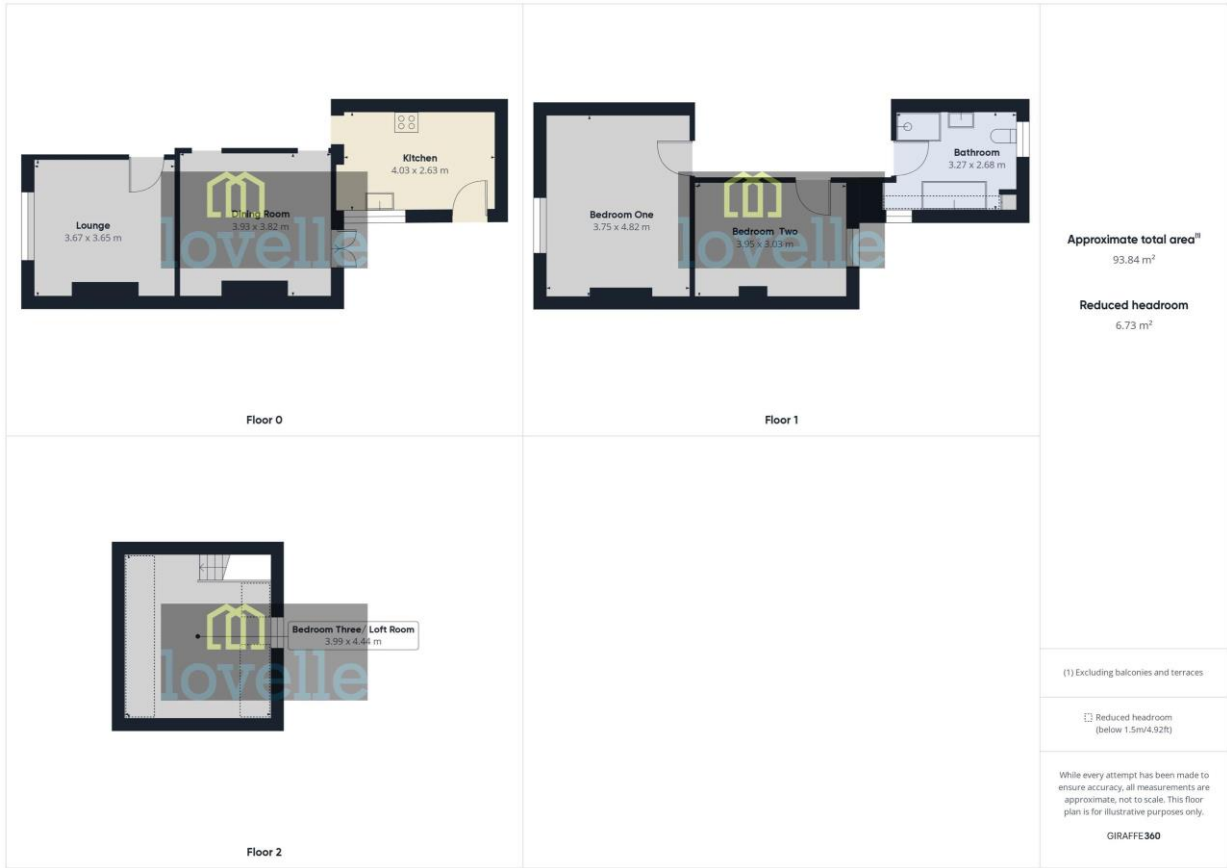 Kitchen
4.03 x 2.63 m
Lounge
3.67 x 3.65 m
Dining Room
3.93 x 3.82 m
lovelle
Floor 0
Bathroom
3.27 x 2.68 m
Bedroom One
3.75 x 4.82 m
Bedroom Two
3.95 x 3.03 m
lovelle
Floor 1
Approximate total area(1)
93.84 m²
Reduced headroom
6.73 m²
Bedroom Three/ Loft Room
3.99 x 4.44 m
lovelle
Floor 2
(1) Excluding balconies and terraces
Reduced headroom
(below 1.5m/4.92ft)
While every attempt has been made to
ensure accuracy, all measurements are
approximate, not to scale. This floor
plan is for illustrative purposes only.
GIRAFFE360